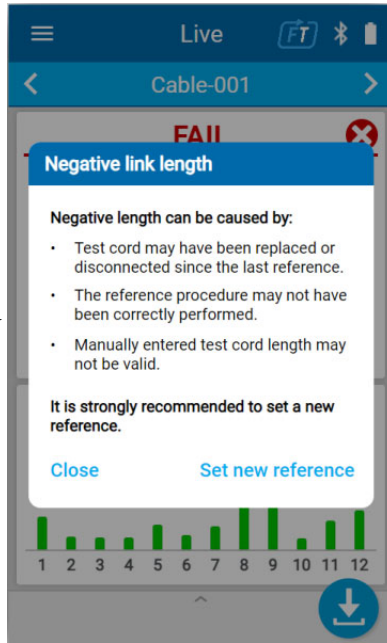 Live
FT
Cable-001
FAIL
Negative link length
Negative length can be caused by:
• Test cord may have been replaced or
disconnected since the last reference.
• The reference procedure may not have
been correctly performed.
• Manually entered test cord length may
not be valid.
It is strongly recommended to set a new
reference.
Close Set new reference
1 2 3 4 5 6 7 8 9 10 11 12